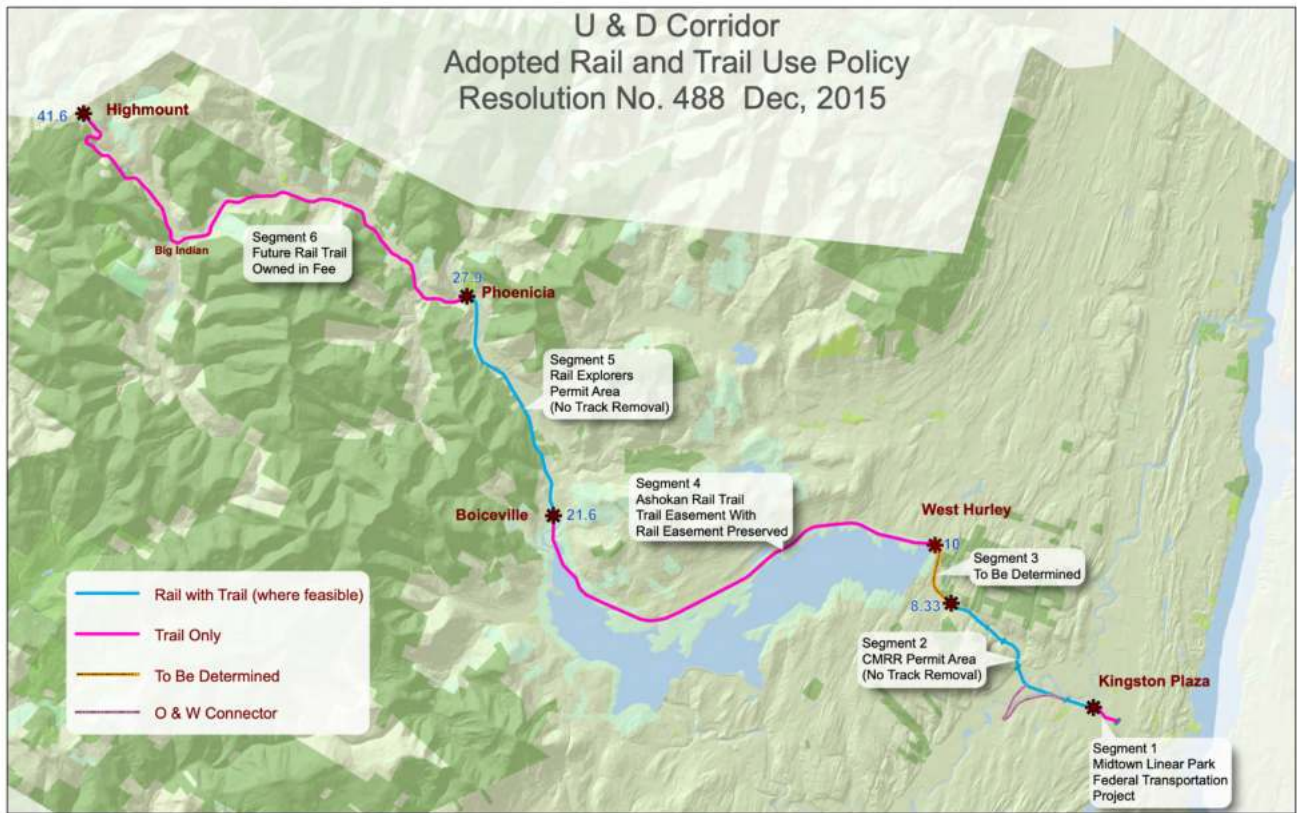 U & D Corridor
Adopted Rail and Trail Use Policy
Resolution No. 488 Dec, 2015
Highmount
41.6
Big Indian
Segment 6
Future Rail Trail
Owned in Fee
27.9
Phoenicia
Segment 5
Rail Explorers
Permit Area
(No Track Removal)
Segment 4
Ashokan Rail Trail
Trail Easement With
Rail Easement Preserved
Boiceville
21.6
West Hurley
10
Segment 3
To Be Determined
8.33
Segment 2
CMRR Permit Area
(No Track Removal)
Kingston Plaza
Segment 1
Midtown Linear Park
Federal Transportation
Project
Rail with Trail (where feasible)
Trail Only
To Be Determined
O & W Connector